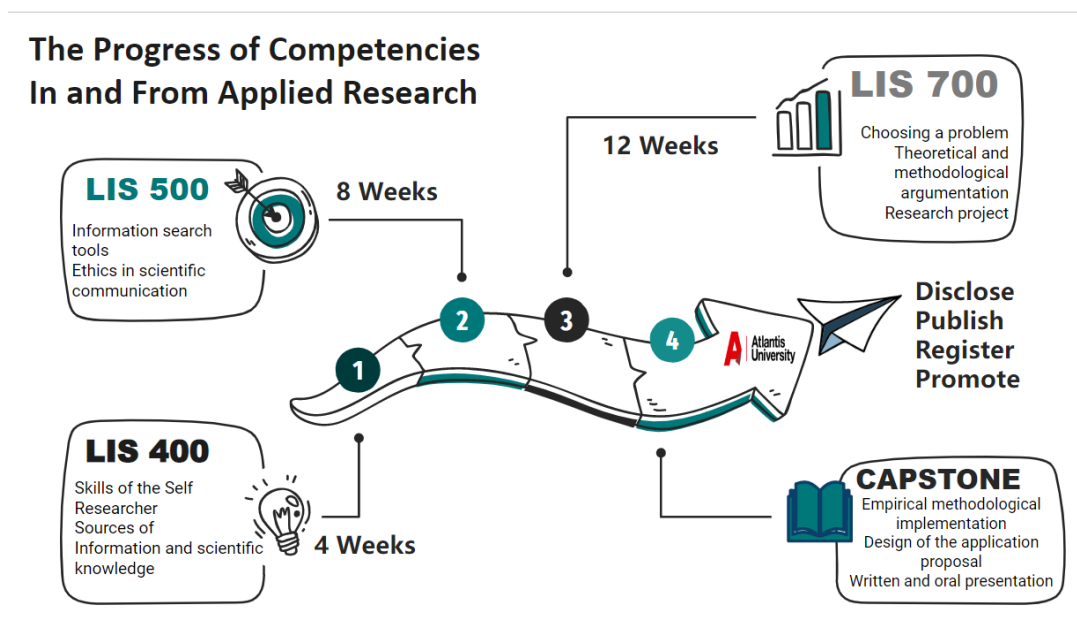 The Progress of Competencies
In and From Applied Research
LIS 500
Information search
tools
Ethics in scientific
communication
8 Weeks
12 Weeks
LIS 700
Choosing a problem
Theoretical and
methodological
argumentation
Research project
1
2
3
4
Atlantis
University
Disclose
Publish
Register
Promote
LIS 400
Skills of the Self
Researcher
Sources of
Information and scientific
knowledge
4 Weeks
CAPSTONE
Empirical methodological
implementation
Design of the application
proposal
Written and oral presentation